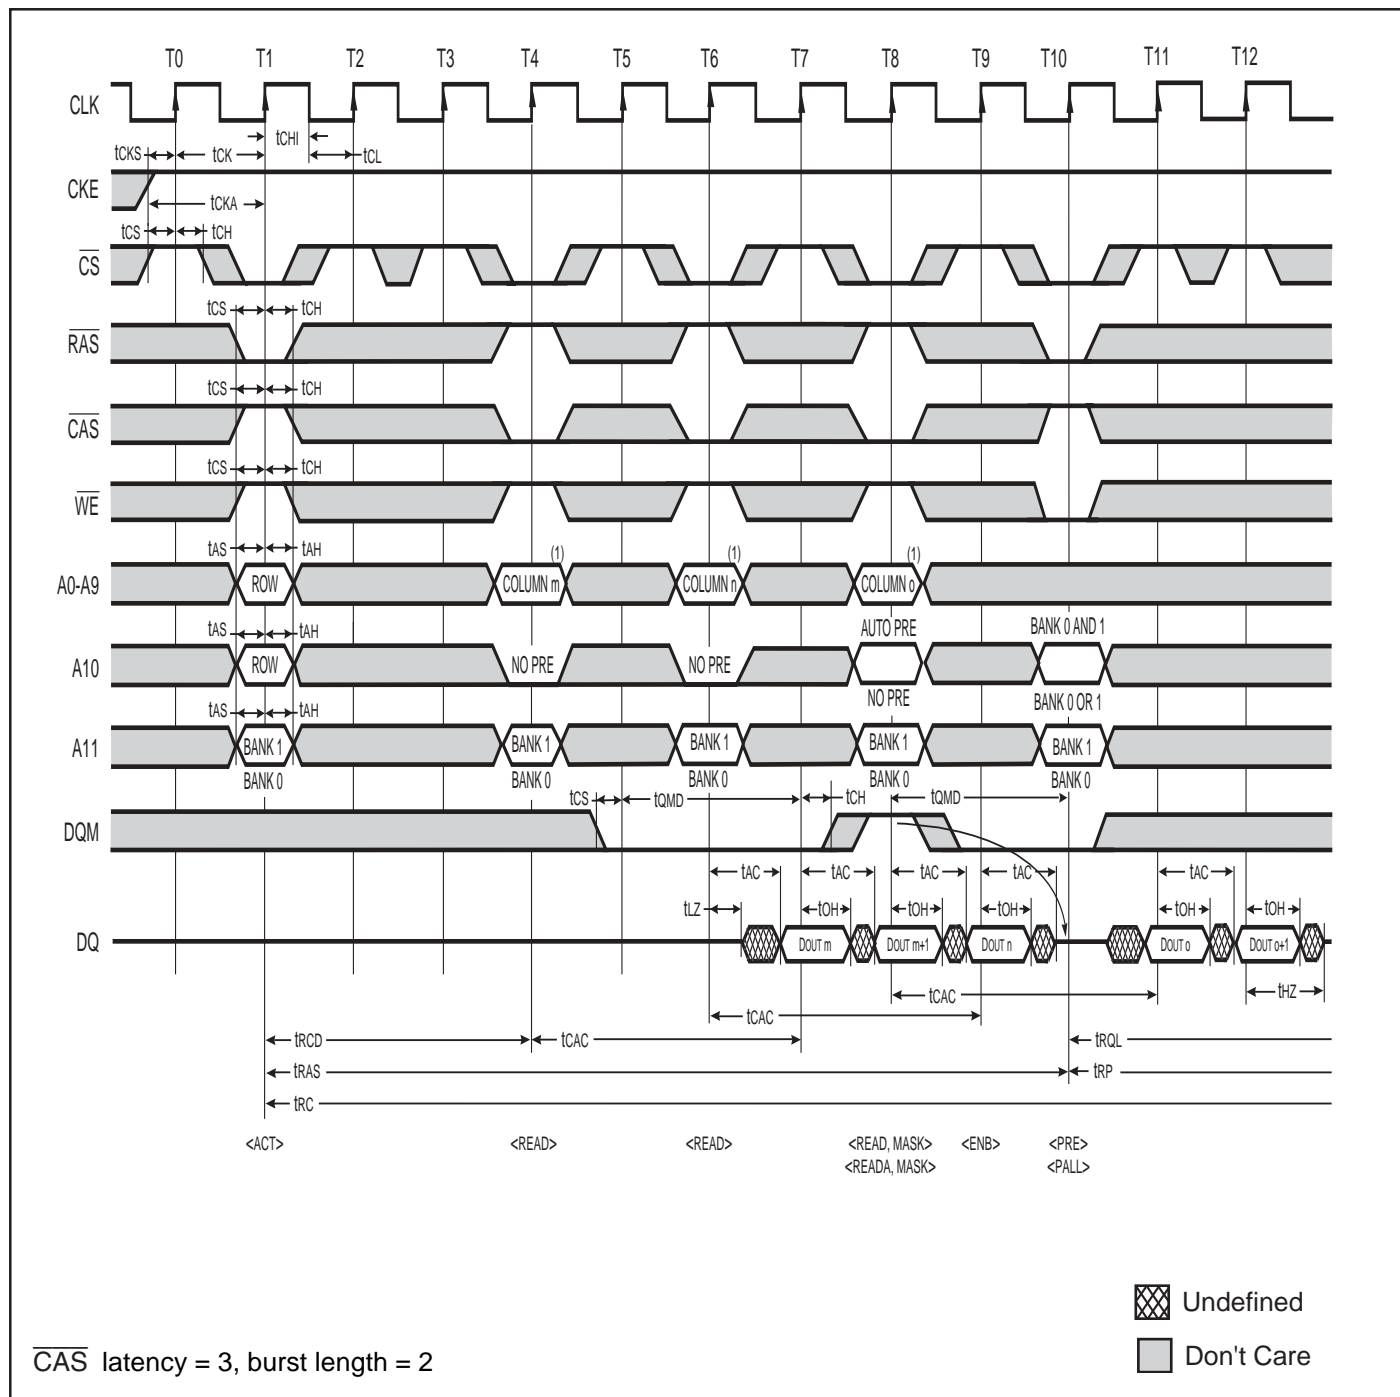 T0 T1 T2 T3 T4 T5 T6 T7 T8 T9 T10 T11 T12
CLK
tCHI
tCKS tCK tCL
CKE
tCKA
tCS tCH
CS
tCS tCH
RAS
tCS tCH
CAS
tCS tCH
WE
tAS tAH (1) (1) (1)
A0-A9 ROW COLUMN m COLUMN n COLUMN o
tAS tAH AUTO PRE BANK 0 AND 1
A10 ROW NO PRE NO PRE
tAS tAH NO PRE BANK 0 OR 1
A11 BANK 1 BANK 1 BANK 1 BANK 1 BANK 1
BANK 0 BANK 0 BANK 0 BANK 0 BANK 0
tCS tQMD tCH tQMD
DQM
tAC tAC tAC tAC tAC
tLZ tOH tOH tOH tOH tOH
DQ DOUT m DOUT m+1 DOUT n DOUT o DOUT o+1
tCAC tHZ
tCAC
tRCD tCAC tRQL
tRAS tRP
tRC
<ACT> <READ> <READ> <READ, MASK> <ENB> <PRE>
<READA, MASK> <PALL>
Undefined
Don't Care
CAS latency = 3, burst length = 2